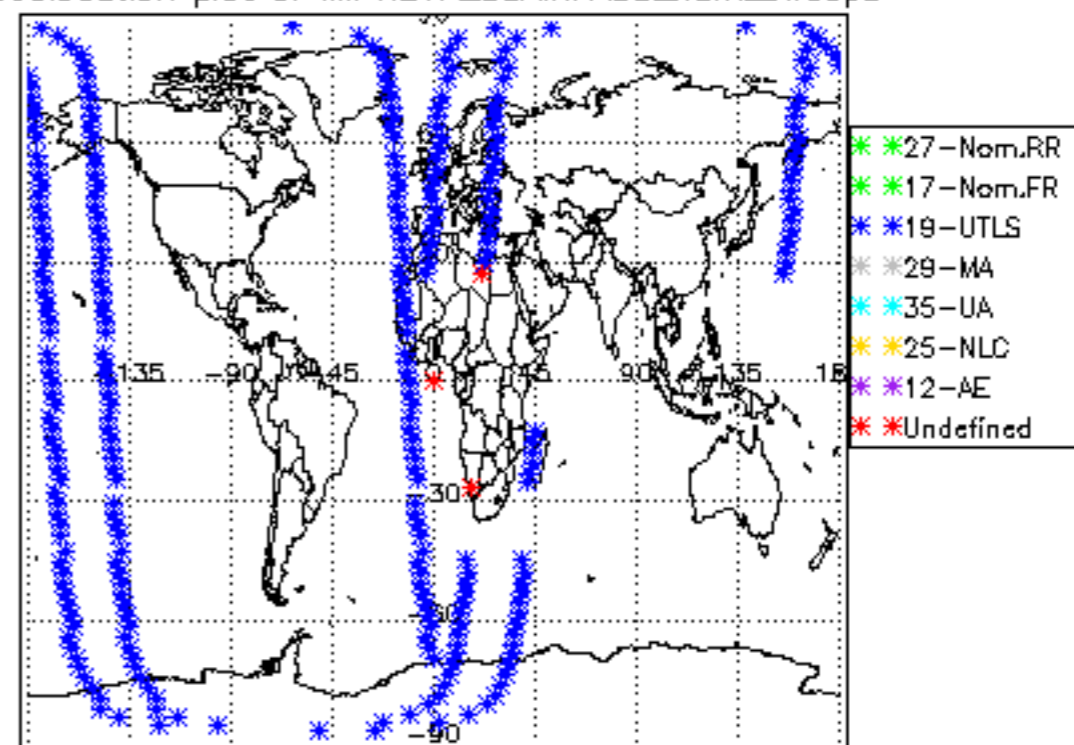 135 -90 45 45 90 135 18
-30
-60
-90
27-Nom.RR
17-Nom.FR
19-UTLS
29-MA
35-UA
25-NLC
12-AE
Undefined